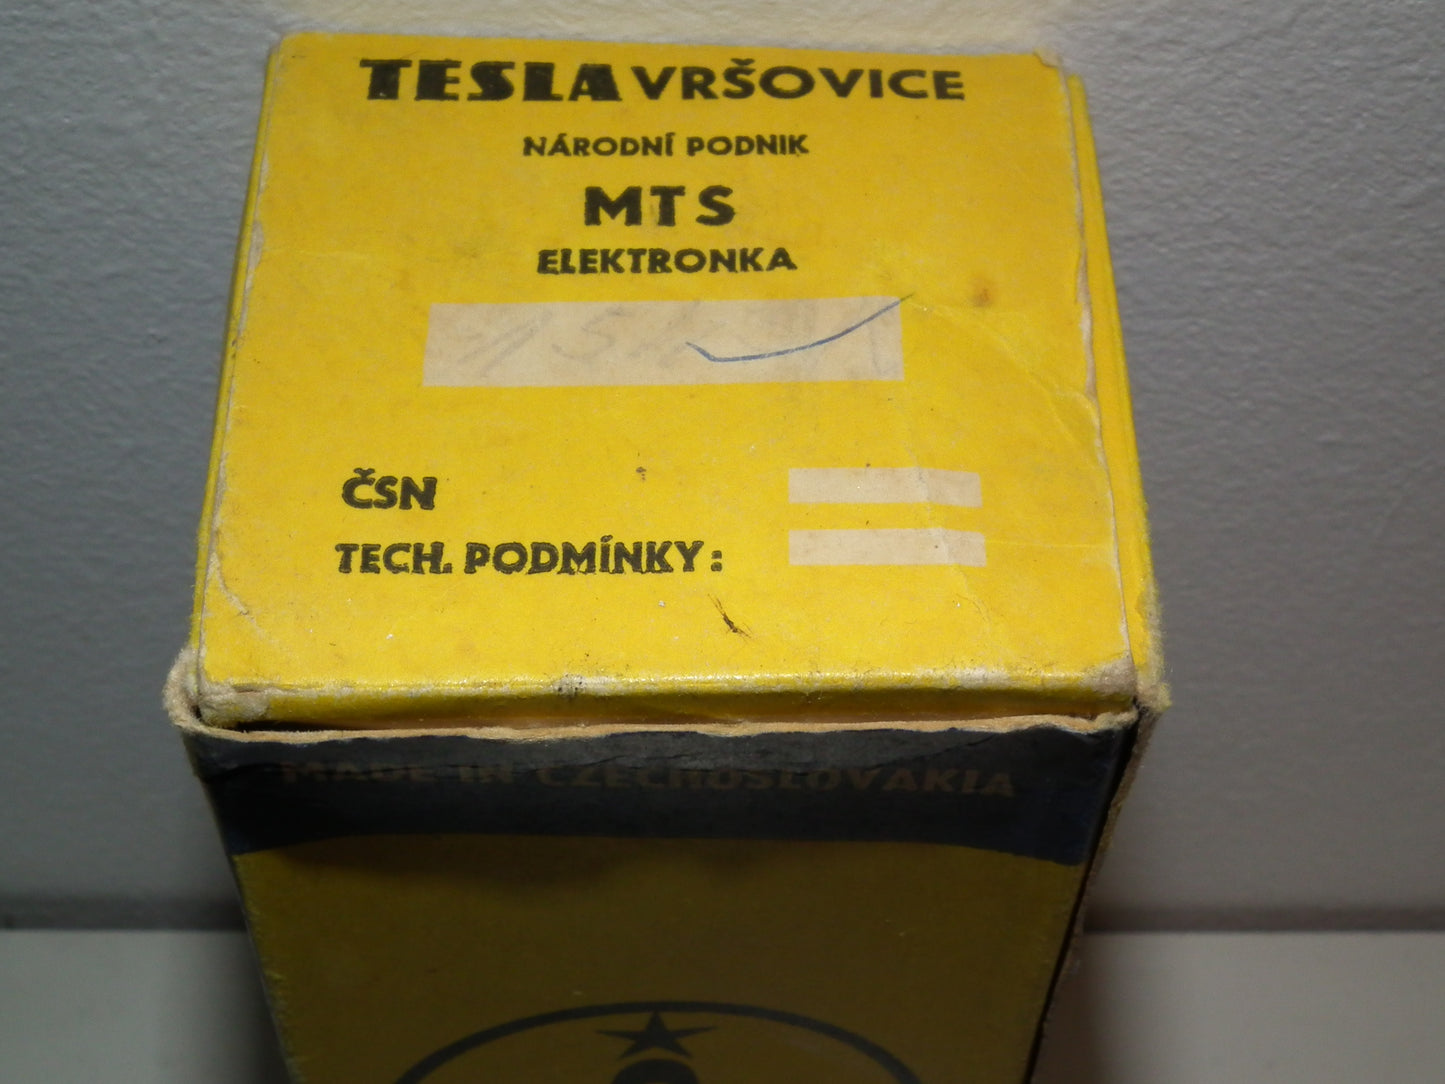 TESLA VRŠOVICE
NÁRODNÍ PODNIK
MTS
ELEKTRONKA
ČSN
TECH. PODMÍNKY:
MADE IN CZECHOSLOVAKIA